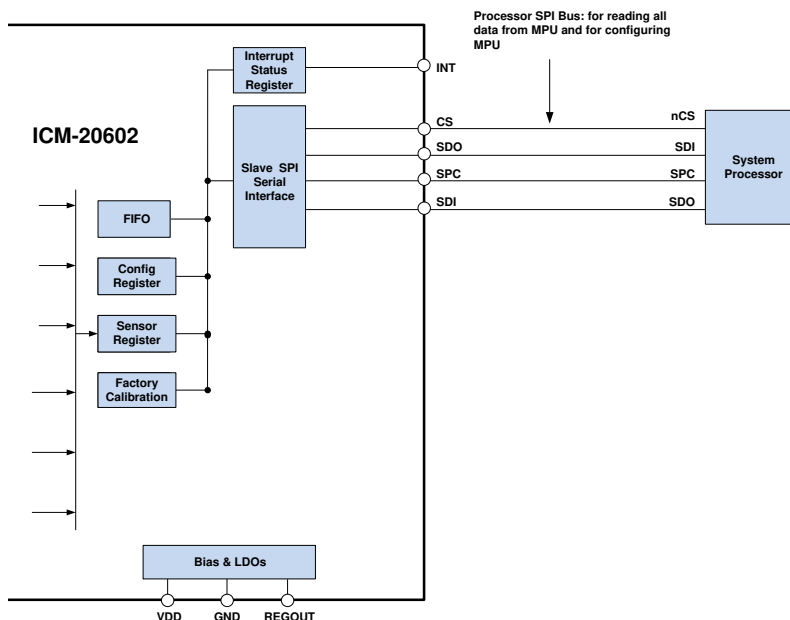 Processor SPI Bus: for reading all
data from MPU and for configuring
MPU
Interrupt
Status
Register
INT
ICM-20602
CS
nCS
SDO
SDI
Slave SPI
Serial
Interface
System
Processor
SPC
SPC
SDI
SDO
FIFO
Config
Register
Sensor
Register
Factory
Calibration
Bias & LDOs
VDD
GND
REGOUT